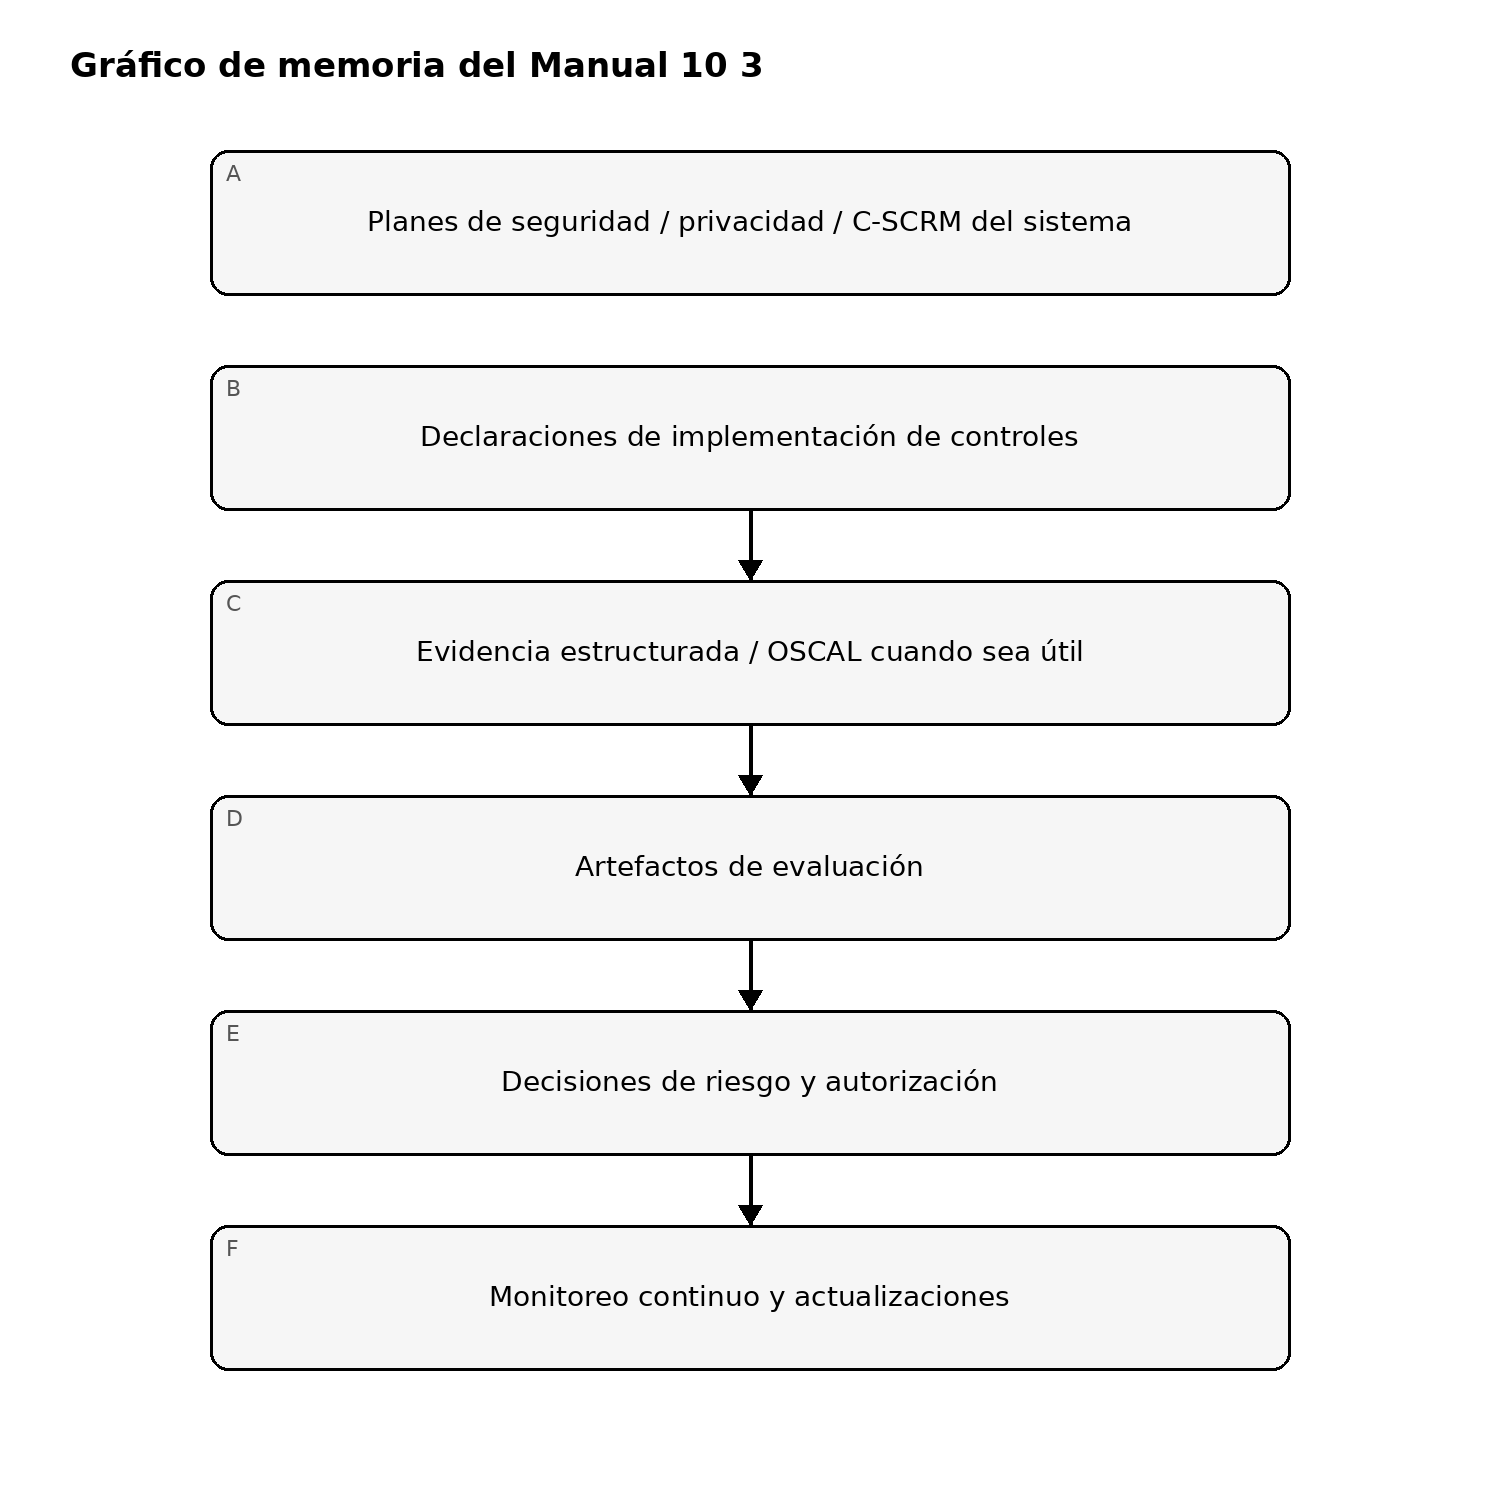 Gráfico de memoria del Manual 10 3
A
Planes de seguridad / privacidad / C-SCRM del sistema
B
Declaraciones de implementación de controles
C
Evidencia estructurada / OSCAL cuando sea útil
D
Artefactos de evaluación
E
Decisiones de riesgo y autorización
F
Monitoreo continuo y actualizaciones